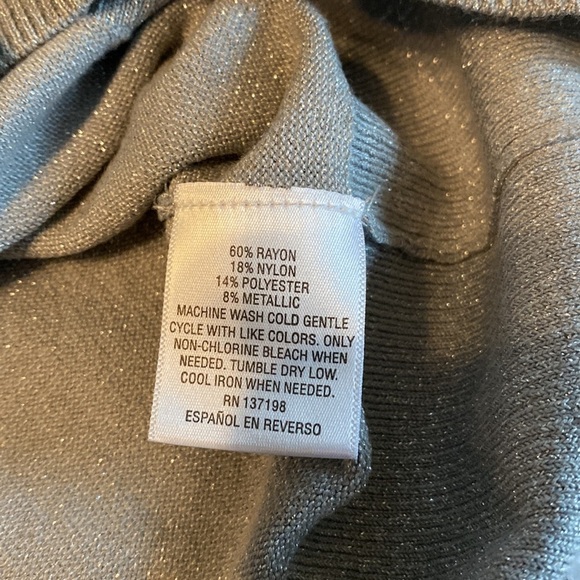 60% RAYON
18% NYLON
14% POLYESTER
8% METALLIC
MACHINE WASH COLD GENTLE
CYCLE WITH LIKE COLORS. ONLY
NON-CHLORINE BLEACH WHEN
NEEDED. TUMBLE DRY LOW.
COOL IRON WHEN NEEDED.
RN 137198
ESPAÑOL EN REVERSO